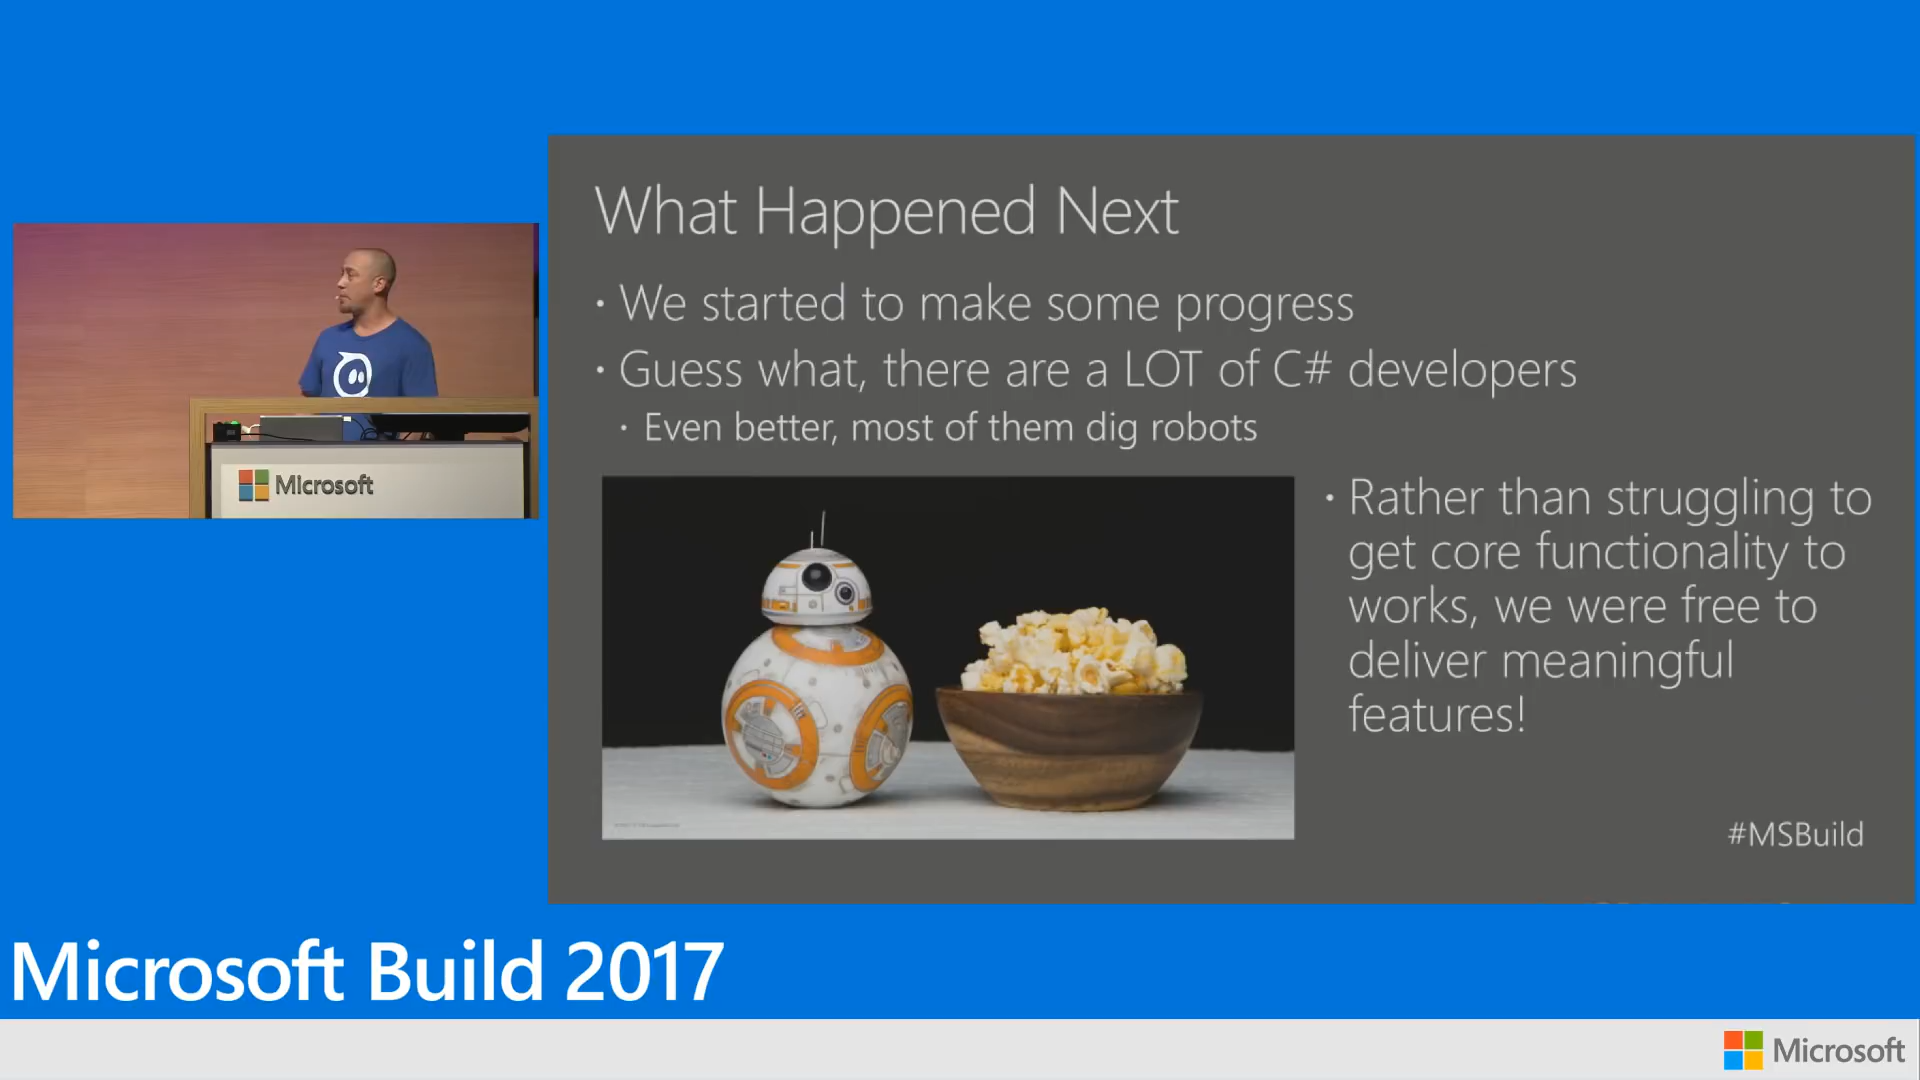 What Happened Next
· We started to make some progress
· Guess what, there are a LOT of C# developers
· Even better, most of them dig robots
· Rather than struggling to
get core functionality to
works, we were free to
deliver meaningful
features!
#MSBuild
Microsoft
Microsoft Build 2017
Microsoft